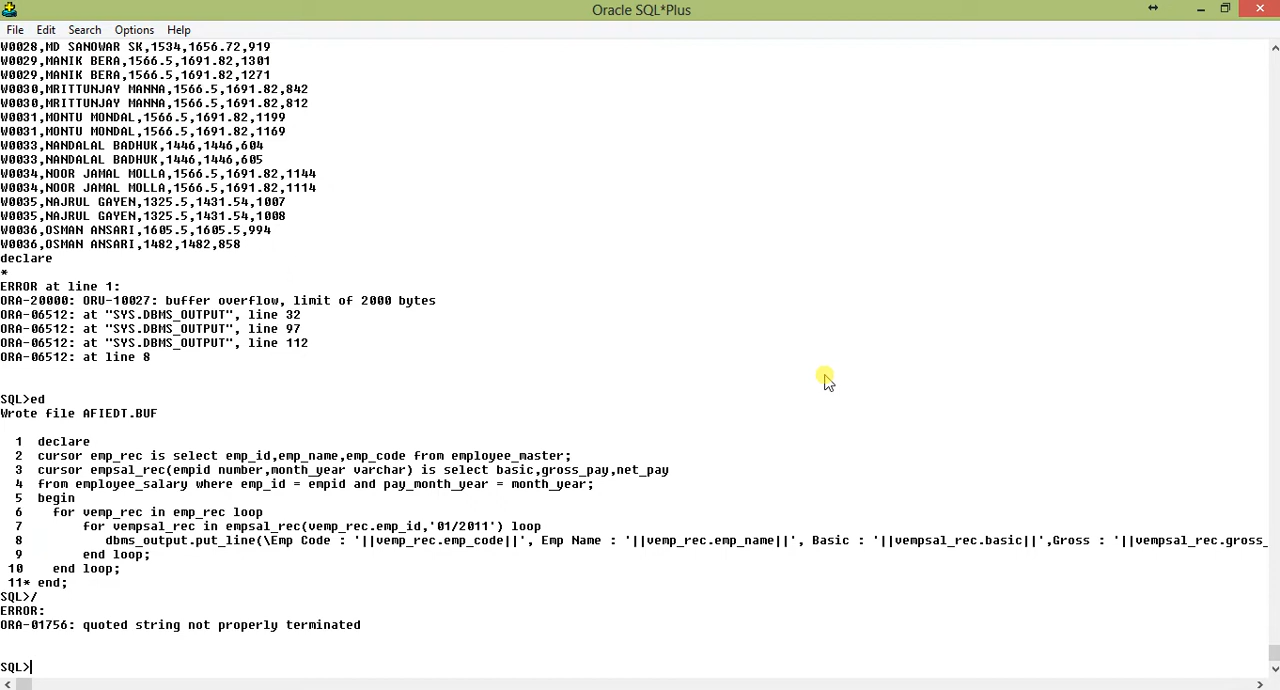 Oracle SQL*Plus
File Edit Search Options Help
W0028,MD SANOWAR SK,1534,1656.72,919
W0029,MANIK BERA,1566.5,1691.82,1301
W0029,MANIK BERA,1566.5,1691.82,1271
W0030,MRITTUNJAY MANNA,1566.5,1691.82,842
W0030,MRITTUNJAY MANNA,1566.5,1691.82,812
W0031,MONTU MONDAL,1566.5,1691.82,1199
W0031,MONTU MONDAL,1566.5,1691.82,1169
W0033,NANDALAL BADHUK,1446,1446,604
W0033,NANDALAL BADHUK,1446,1446,605
W0034,NOOR JAMAL MOLLA,1566.5,1691.82,1144
W0034,NOOR JAMAL MOLLA,1566.5,1691.82,1114
W0035,NAJRUL GAYEN,1325.5,1431.54,1007
W0035,NAJRUL GAYEN,1325.5,1431.54,1008
W0036,OSMAN ANSARI,1605.5,1605.5,994
W0036,OSMAN ANSARI,1482,1482,858
declare
*
ERROR at line 1:
ORA-20000: ORU-10027: buffer overflow, limit of 2000 bytes
ORA-06512: at "SYS.DBMS_OUTPUT", line 32
ORA-06512: at "SYS.DBMS_OUTPUT", line 97
ORA-06512: at "SYS.DBMS_OUTPUT", line 112
ORA-06512: at line 8
SQL>ed
Wrote file AFIEDT.BUF
1 declare
2 cursor emp_rec is select emp_id,emp_name,emp_code from employee_master;
3 cursor empsal_rec(empid number,month_year varchar) is select basic,gross_pay,net_pay
4 from employee_salary where emp_id = empid and pay_month_year = month_year;
5 begin
6 for vemp_rec in emp_rec loop
7 for vempsal_rec in empsal_rec(vemp_rec.emp_id,'01/2011') loop
8 dbms_output.put_line(\Emp Code : '||vemp_rec.emp_code||', Emp Name : '||vemp_rec.emp_name||', Basic : '||vempsal_rec.basic||',Gross : '||vempsal_rec.gross_
9 end loop;
10 end loop;
11* end;
SQL>/
ERROR:
ORA-01756: quoted string not properly terminated
SQL>